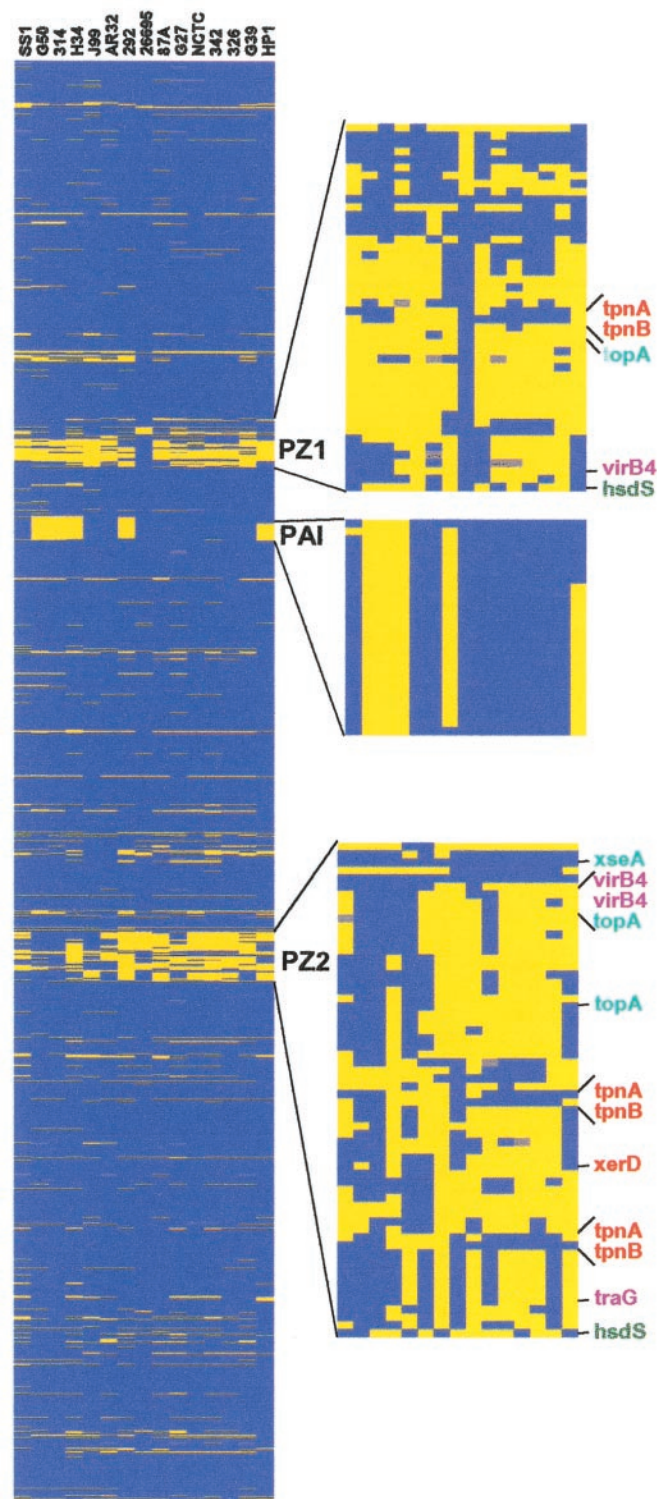 SS1 G50 314 H34 J99 AR32 292 26695 87A G27 NCTC 342 326 G39 HP1
tpnA
tpnB
topA
PZ1
virB4
hsdS
PAI
xseA
virB4
virB4
topA
PZ2
topA
tpnA
tpnB
xerD
tpnA
tpnB
traG
hsdS